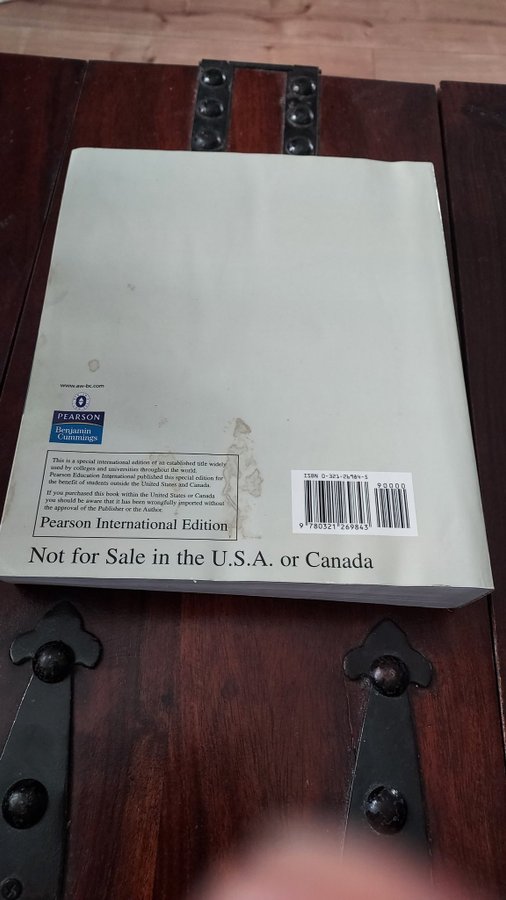 www.aw-bc.com
PEARSON
Benjamin
Cummings
This is a special international edition of an established title widely
used by colleges and universities throughout the world.
Pearson Education International published this special edition for
the benefit of students outside the United States and Canada.
If you purchased this book within the United States or Canada
you should be aware that it has been wrongfully imported without
the approval of the Publisher or the Author.
Pearson International Edition
ISBN 0-321-26984-5
90000
9 780321 269843
Not for Sale in the U.S.A. or Canada